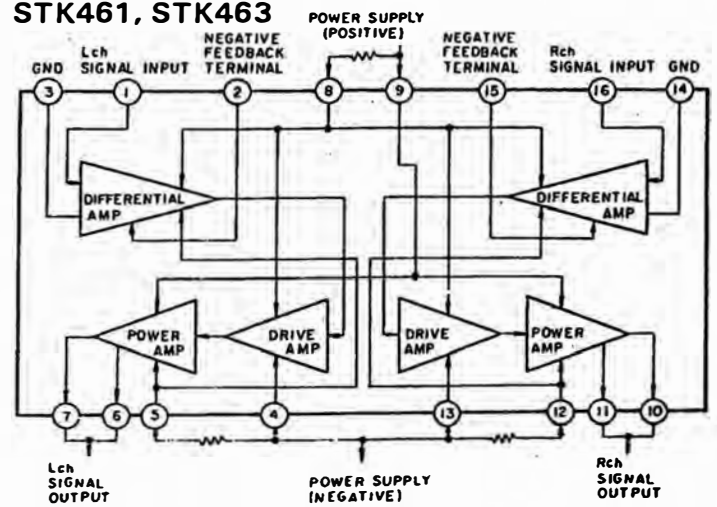 STK461, STK463
POWER SUPPLY
(POSITIVE)
GND
Lch
SIGNAL INPUT
NEGATIVE
FEEDBACK
TERMINAL
NEGATIVE
FEEDBACK
TERMINAL
Rch
SIGNAL INPUT
GND
3
1
2
8
9
15
16
14
DIFFERENTIAL
AMP
DIFFERENTIAL
AMP
POWER
AMP
DRIVE
AMP
DRIVE
AMP
POWER
AMP
7
6
5
4
13
12
11
10
Lch
SIGNAL
OUTPUT
POWER SUPPLY
(NEGATIVE)
Rch
SIGNAL
OUTPUT